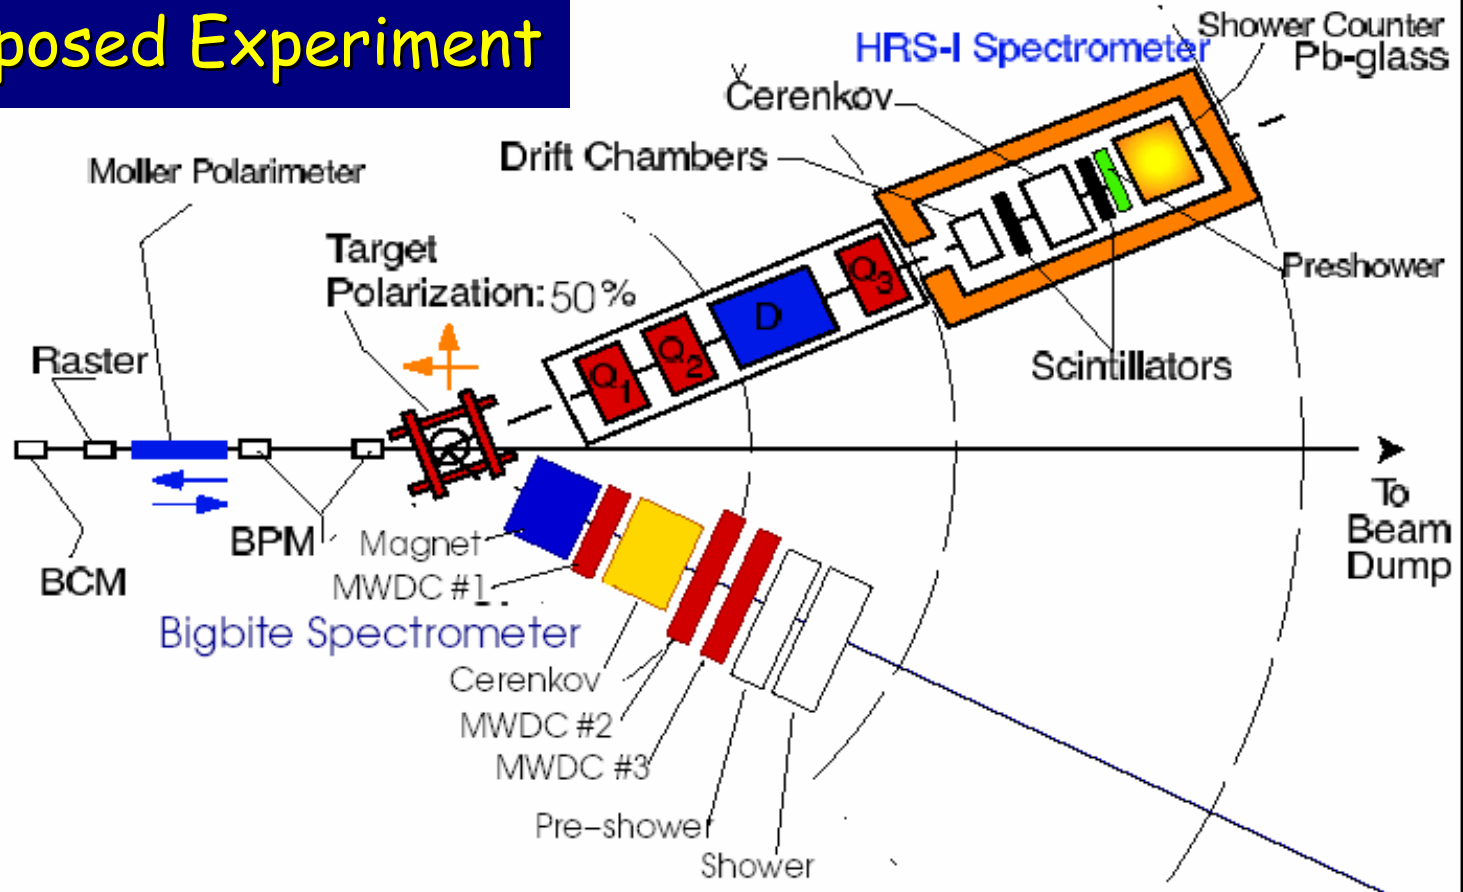 posed Experiment
Shower Counter
HRS-I Spectrometer
Pb-glass
Čerenkov
Drift Chambers
Moller Polarimeter
Target
Polarization: 50%
Preshower
Q3
D
Q2
Q1
Raster
Scintillators
To
Beam
Dump
BPM
Magnet
BCM
MWDC #1
Bigbite Spectrometer
Cerenkov
MWDC #2
MWDC #3
Pre-shower
Shower